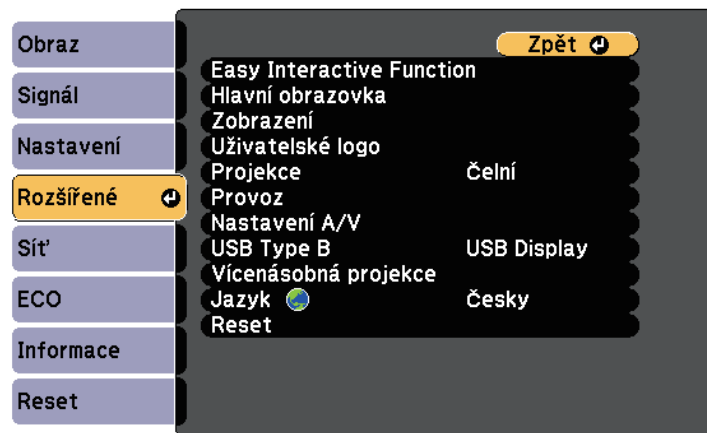 Obraz
Signál
Nastavení
Rozšířené
Síť
ECO
Informace
Reset
Zpět
Easy Interactive Function
Hlavní obrazovka
Zobrazení
Uživatelské logo
Projekce Čelní
Provoz
Nastavení A/V
USB Type B USB Display
Vícenásobná projekce
Jazyk Česky
Reset